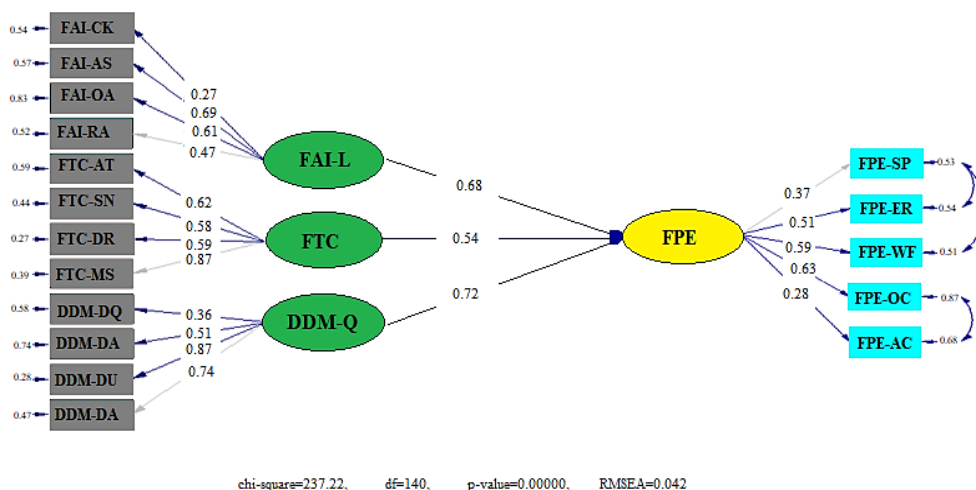 0.54 FAI-CK
0.57 FAI-AS
0.83 FAI-OA
0.52 FAI-RA
0.59 FTC-AT
0.44 FTC-SN
0.27 FTC-DR
0.39 FTC-MS
0.58 DDM-DQ
0.74 DDM-DA
0.28 DDM-DU
0.47 DDM-DA
0.27
0.69
0.61
0.47
0.62
0.58
0.59
0.87
0.36
0.51
0.87
0.74
FAI-L
FTC
DDM-Q
0.68
0.54
0.72
FPE
0.37
0.51
0.59
0.63
0.28
FPE-SP 0.53
FPE-ER 0.54
FPE-WF 0.51
FPE-OC 0.87
FPE-AC 0.68
chi-square=237.22、 df=140、 p-value=0.00000、 RMSEA=0.042